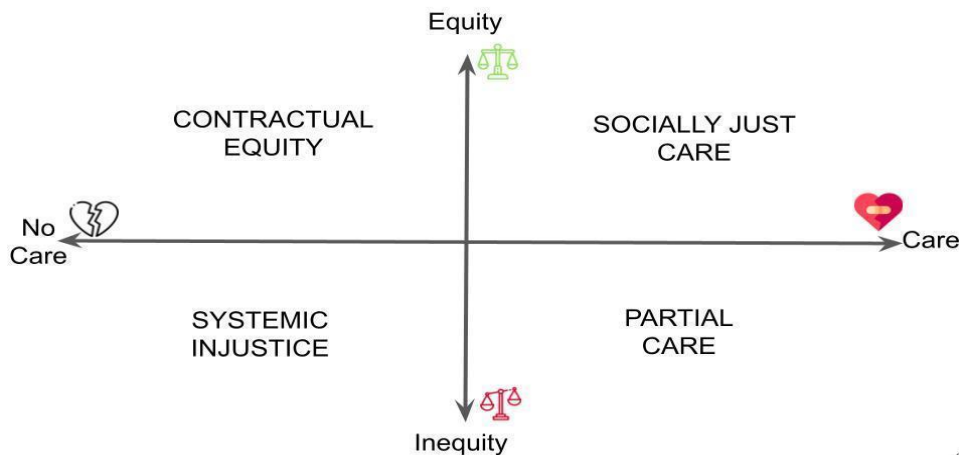 Equity
CONTRACTUAL
EQUITY
SOCIALLY JUST
CARE
No
Care
Care
SYSTEMIC
INJUSTICE
PARTIAL
CARE
Inequity